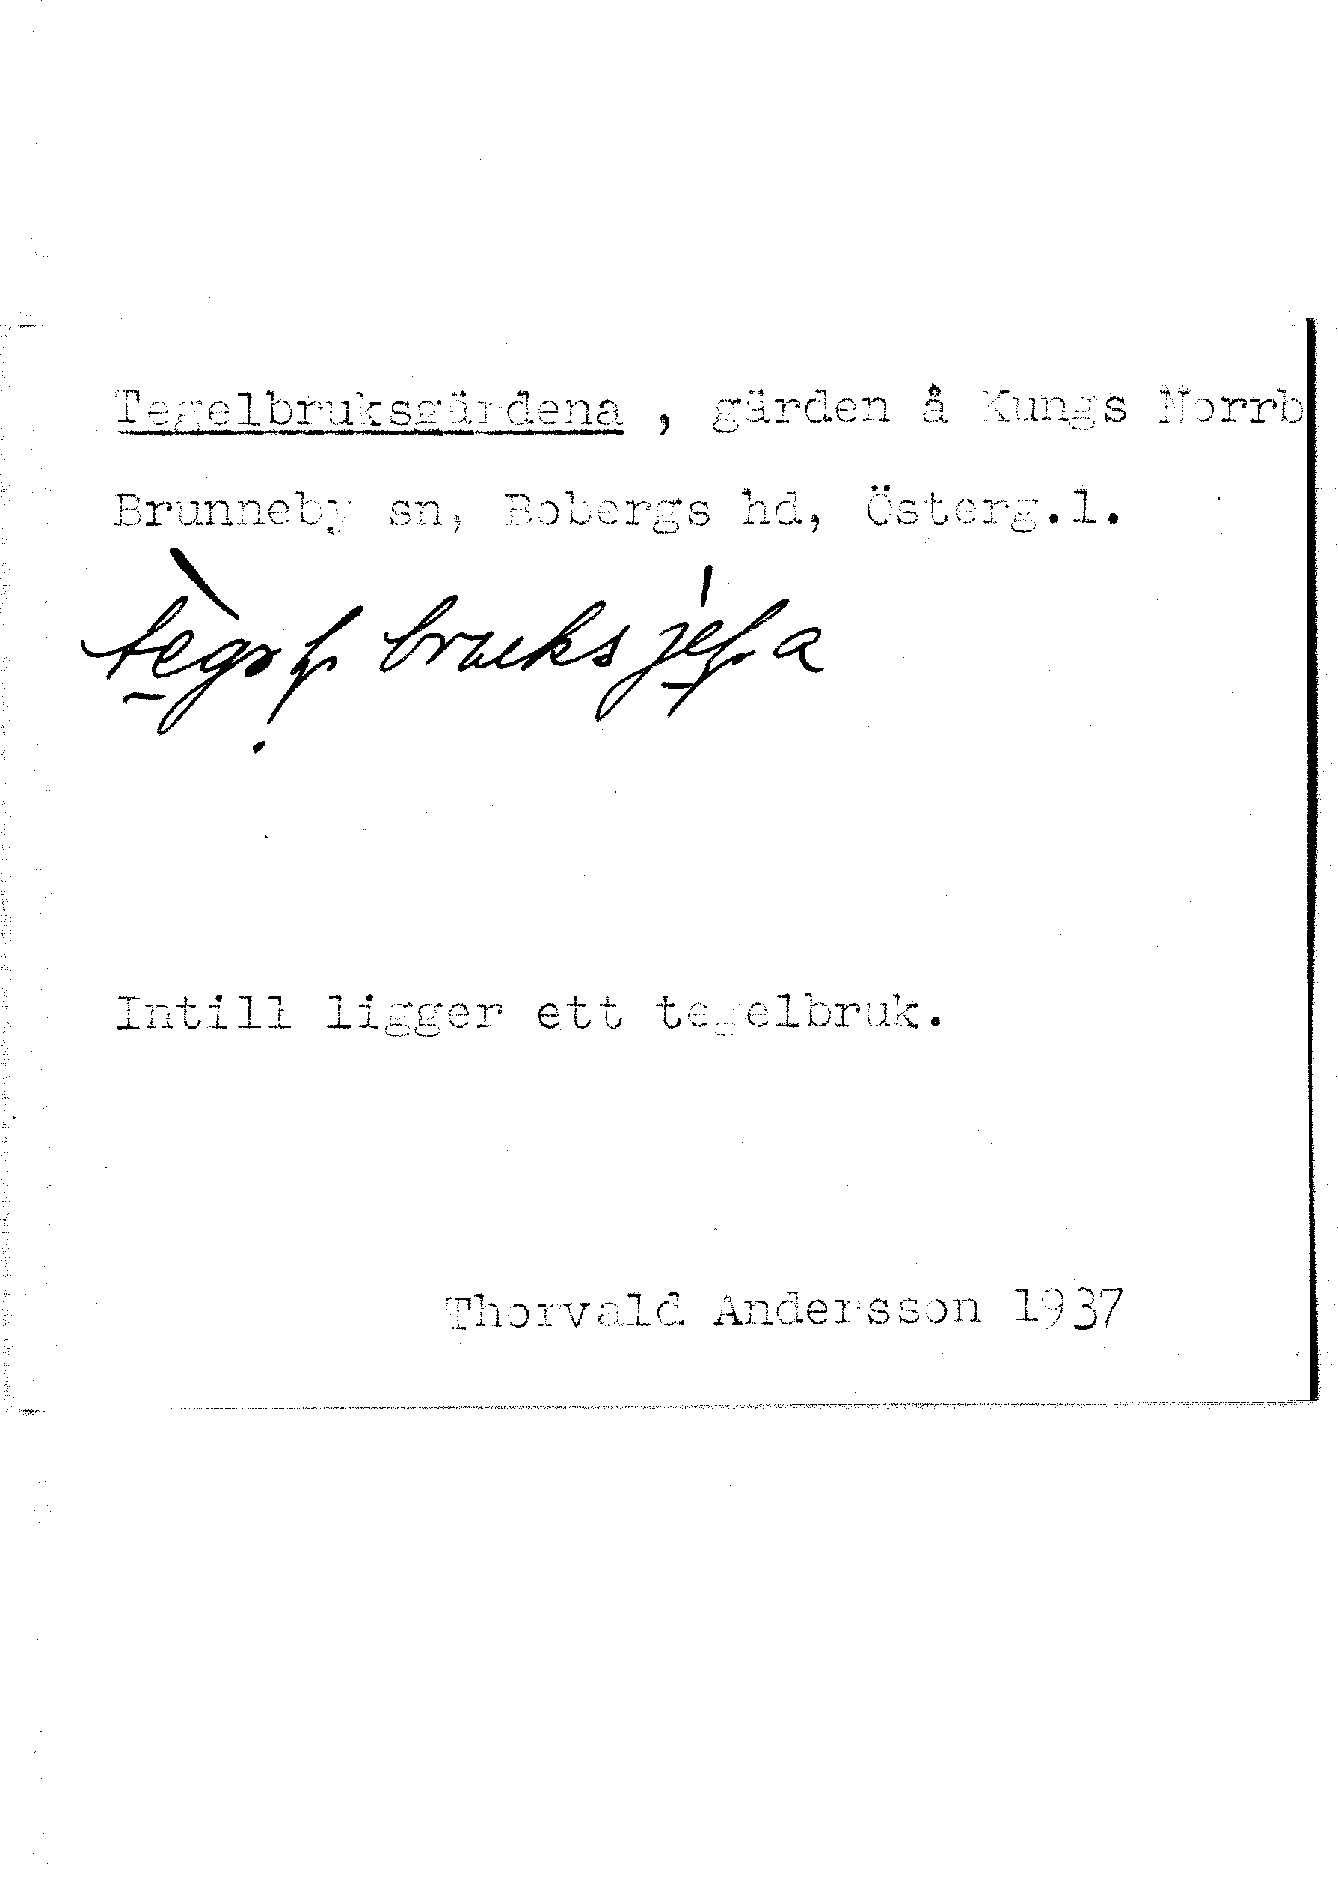 Tegelbruksgärdena , gärden å Kungs Norrb
Brunneby sn, Bobergs hd, Österg.l.
Intill ligger ett tegelbruk.
Thorvald Andersson 1937